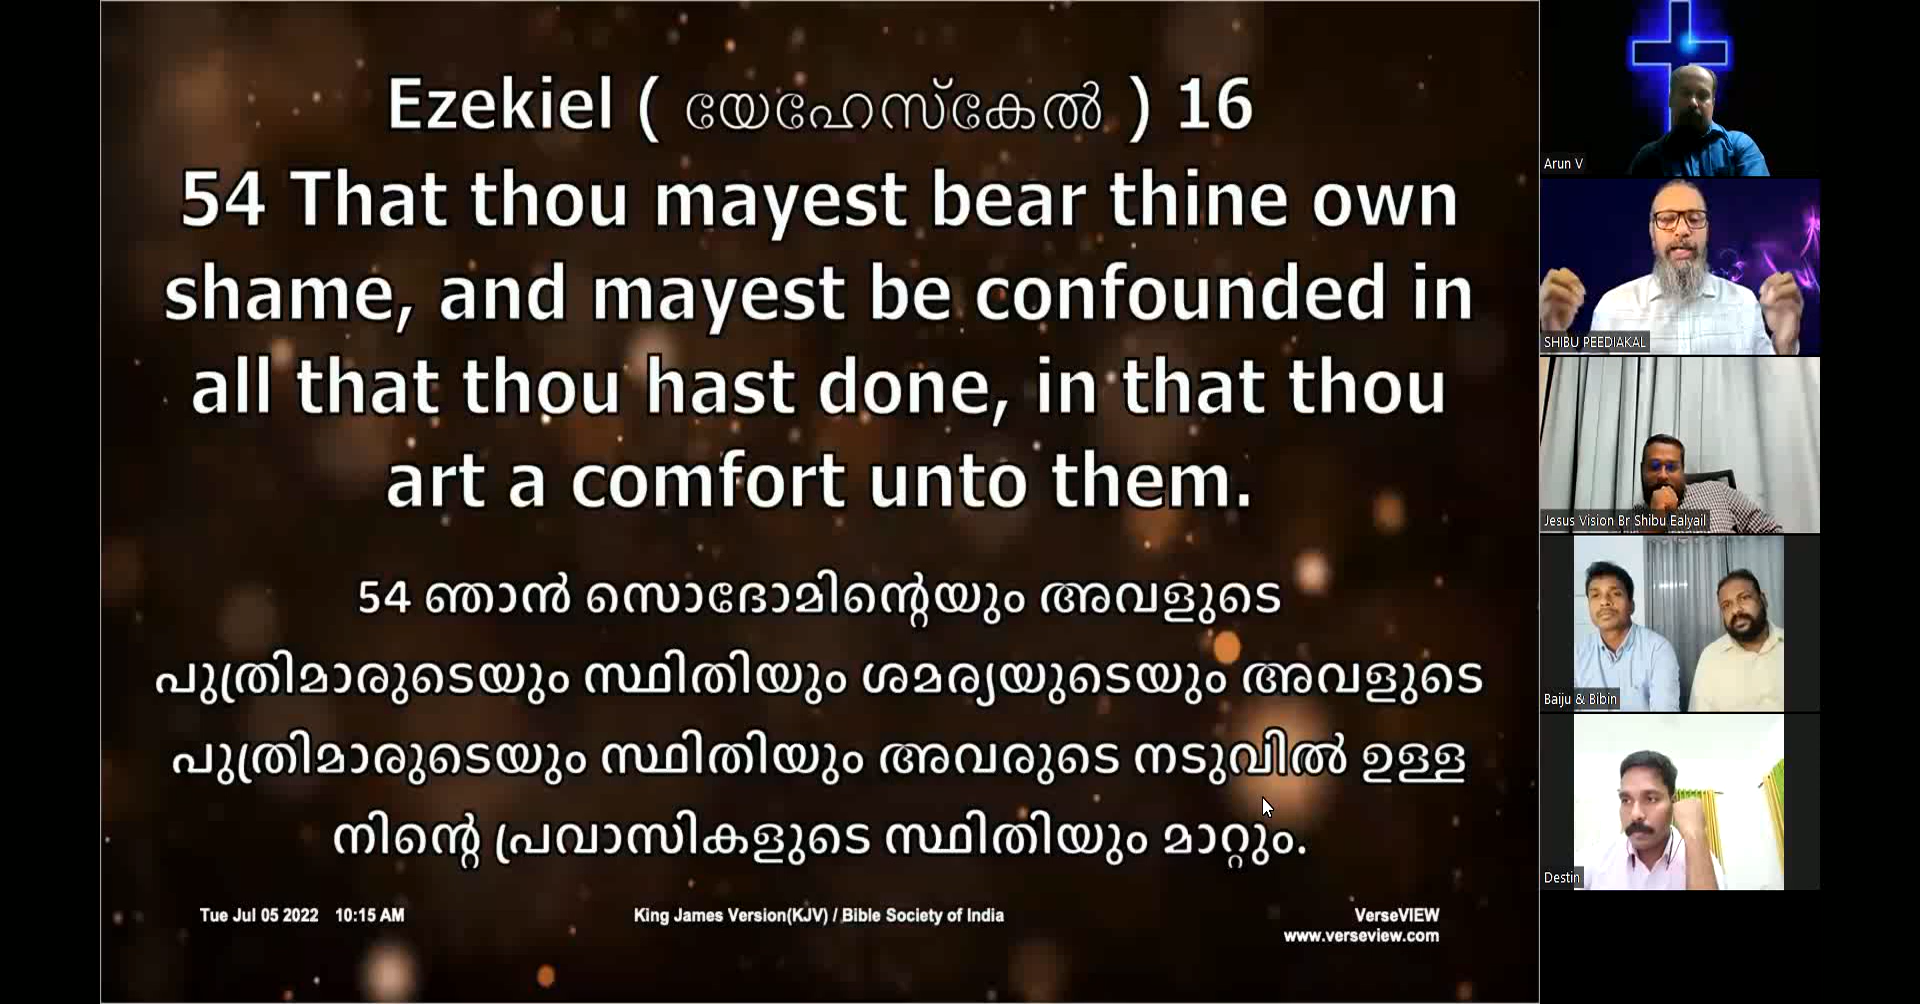 Ezekiel ( യേഹേസ്കേൽ ) 16
54 That thou mayest bear thine own
shame, and mayest be confounded in
all that thou hast done, in that thou
art a comfort unto them.
54 ഞാൻ സൊദോമിന്റെയും അവളുടെ
പുത്രിമാരുടെയും സ്ഥിതിയും ശമര്യയുടെയും അവളുടെ
പുത്രിമാരുടെയും സ്ഥിതിയും അവരുടെ നടുവിൽ ഉള്ള
നിന്റെ പ്രവാസികളുടെ സ്ഥിതിയും മാറ്റും.
Tue Jul 05 2022 10:15 AM
King James Version(KJV) / Bible Society of India
VerseVIEW
www.verseview.com
Arun V
SHIBU PEEDIAKAL
Jesus Vision Br Shibu Ealyail
Baiju & Bibin
Destin